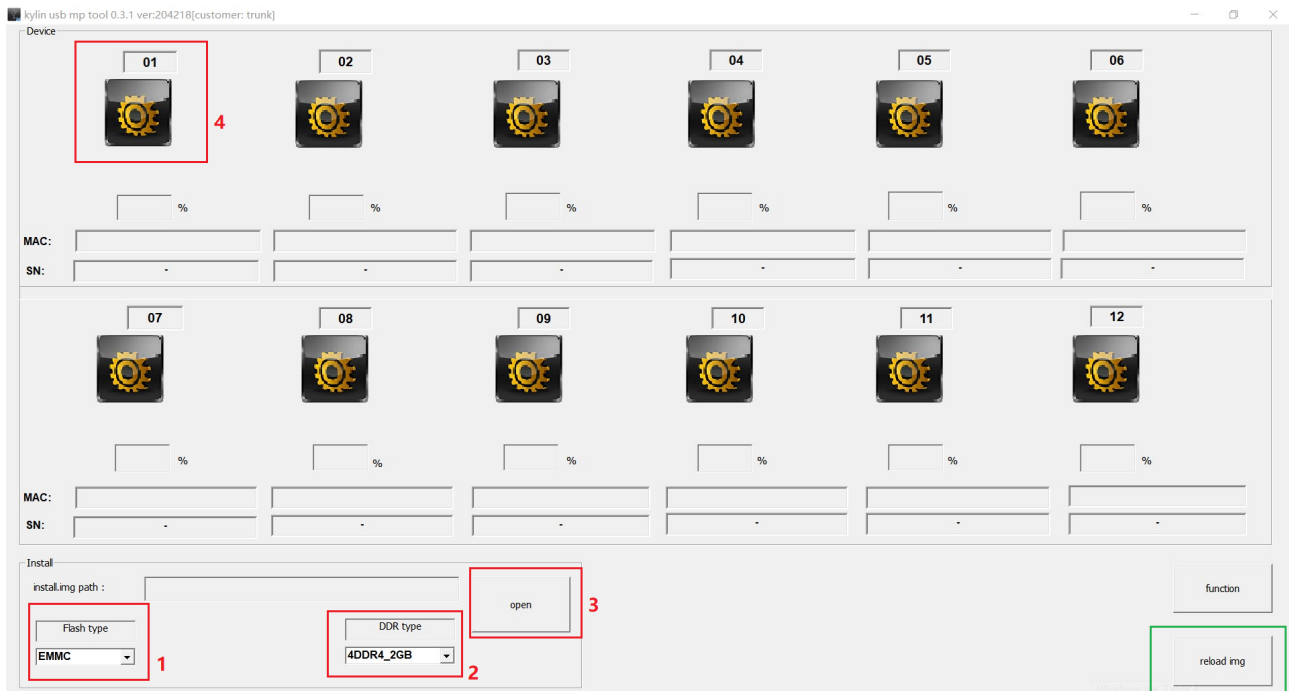 kylin usb mp tool 0.3.1 ver:204218[customer: trunk]
Device
01 02 03 04 05 06
4
% % % % % %
MAC:
SN: - - - - - -
07 08 09 10 11 12
% % % % % %
MAC:
SN: - - - - - -
Install
install.img path :
open
3
function
Flash type
DDR type
EMMC
1
4DDR4_2GB
2
reload img